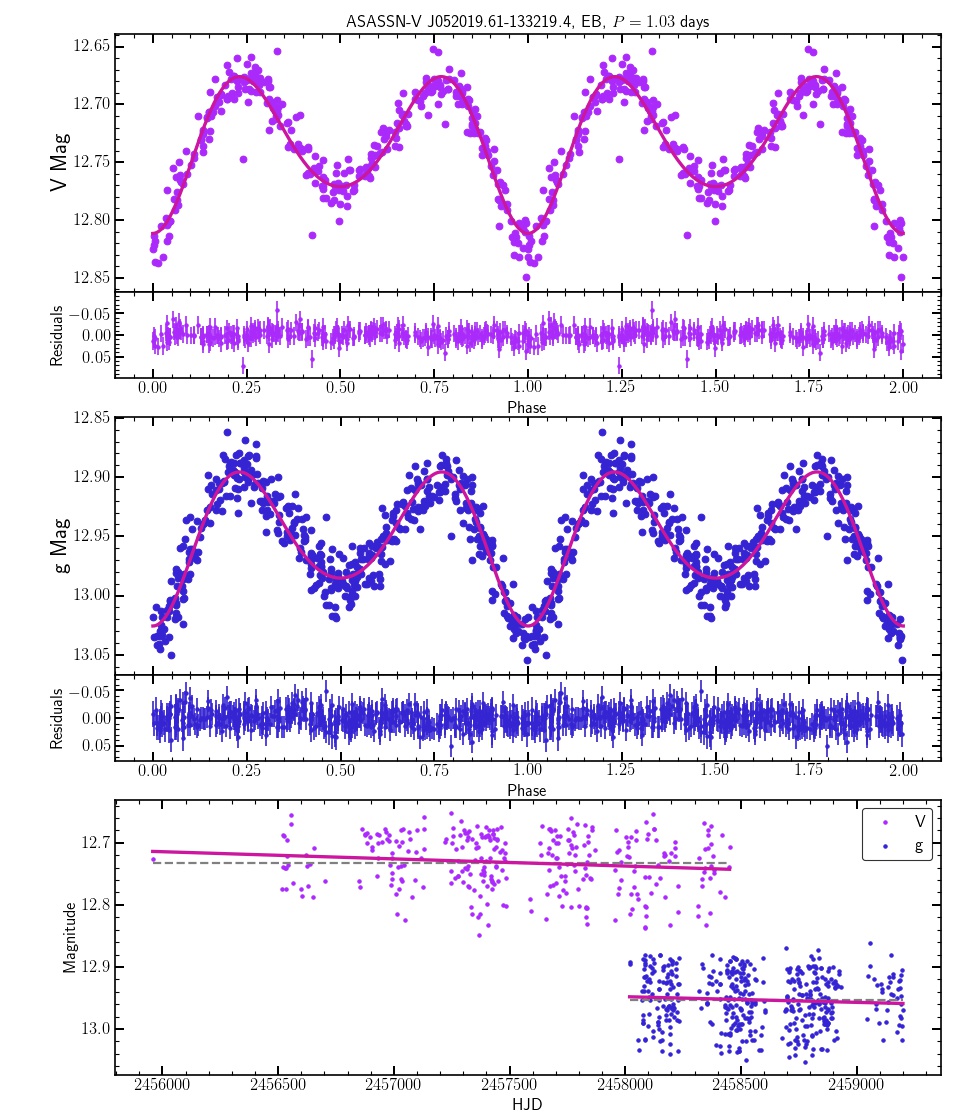 ASASSN-V J052019.61-133219.4, EB, P = 1.03 days
12.65
12.70
12.75
12.80
12.85
V Mag
−0.05
0.00
0.05
Residuals
0.00 0.25 0.50 0.75 1.00 1.25 1.50 1.75 2.00
Phase
12.85
12.90
12.95
13.00
13.05
g Mag
−0.05
0.00
0.05
Residuals
0.00 0.25 0.50 0.75 1.00 1.25 1.50 1.75 2.00
Phase
V
g
12.7
12.8
12.9
13.0
Magnitude
2456000 2456500 2457000 2457500 2458000 2458500 2459000
HJD